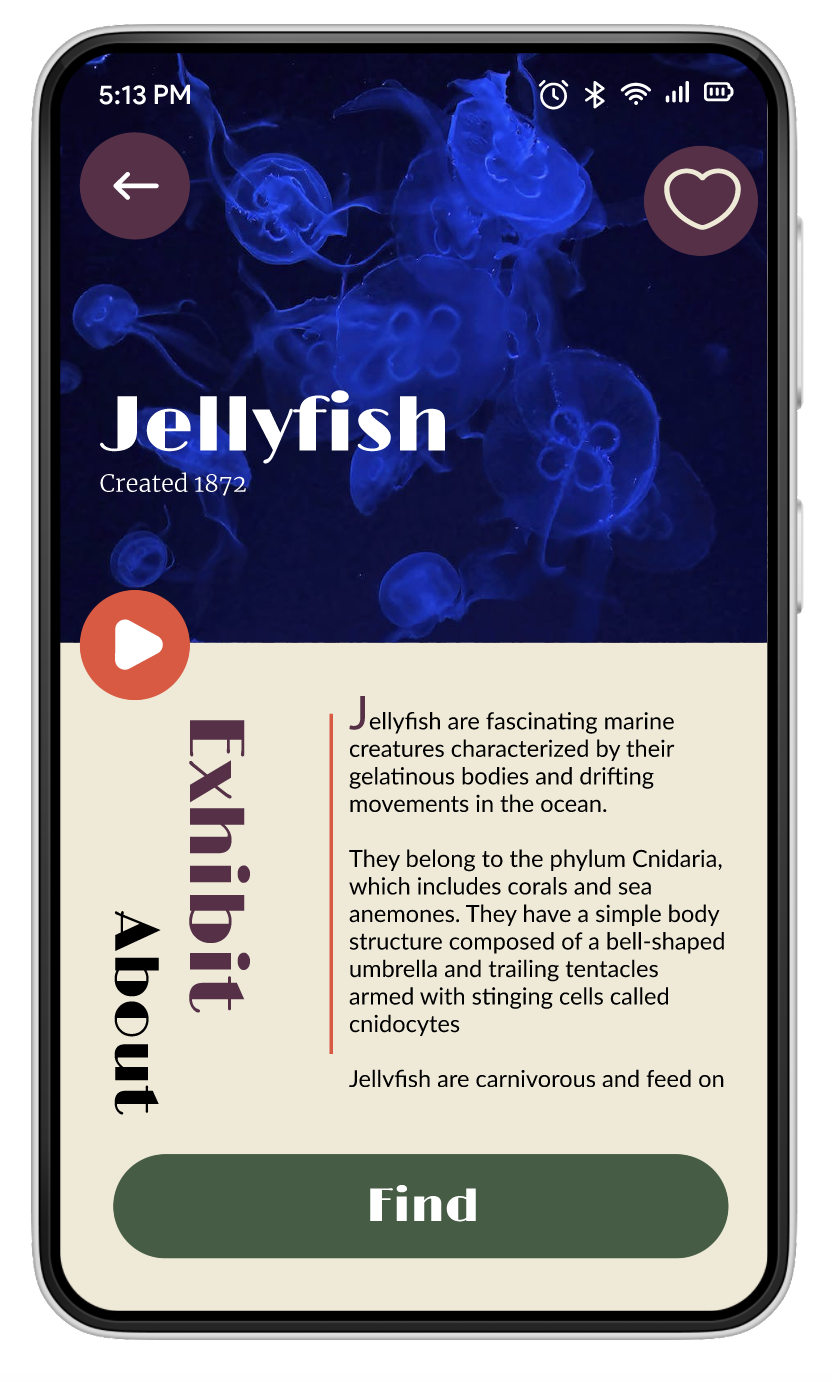 5:13 PM
Jellyfish
Created 1872
About
Exhibit
Jellyfish are fascinating marine
creatures characterized by their
gelatinous bodies and drifting
movements in the ocean.
They belong to the phylum Cnidaria,
which includes corals and sea
anemones. They have a simple body
structure composed of a bell-shaped
umbrella and trailing tentacles
armed with stinging cells called
cnidocytes
Jellyfish are carnivorous and feed on
Find